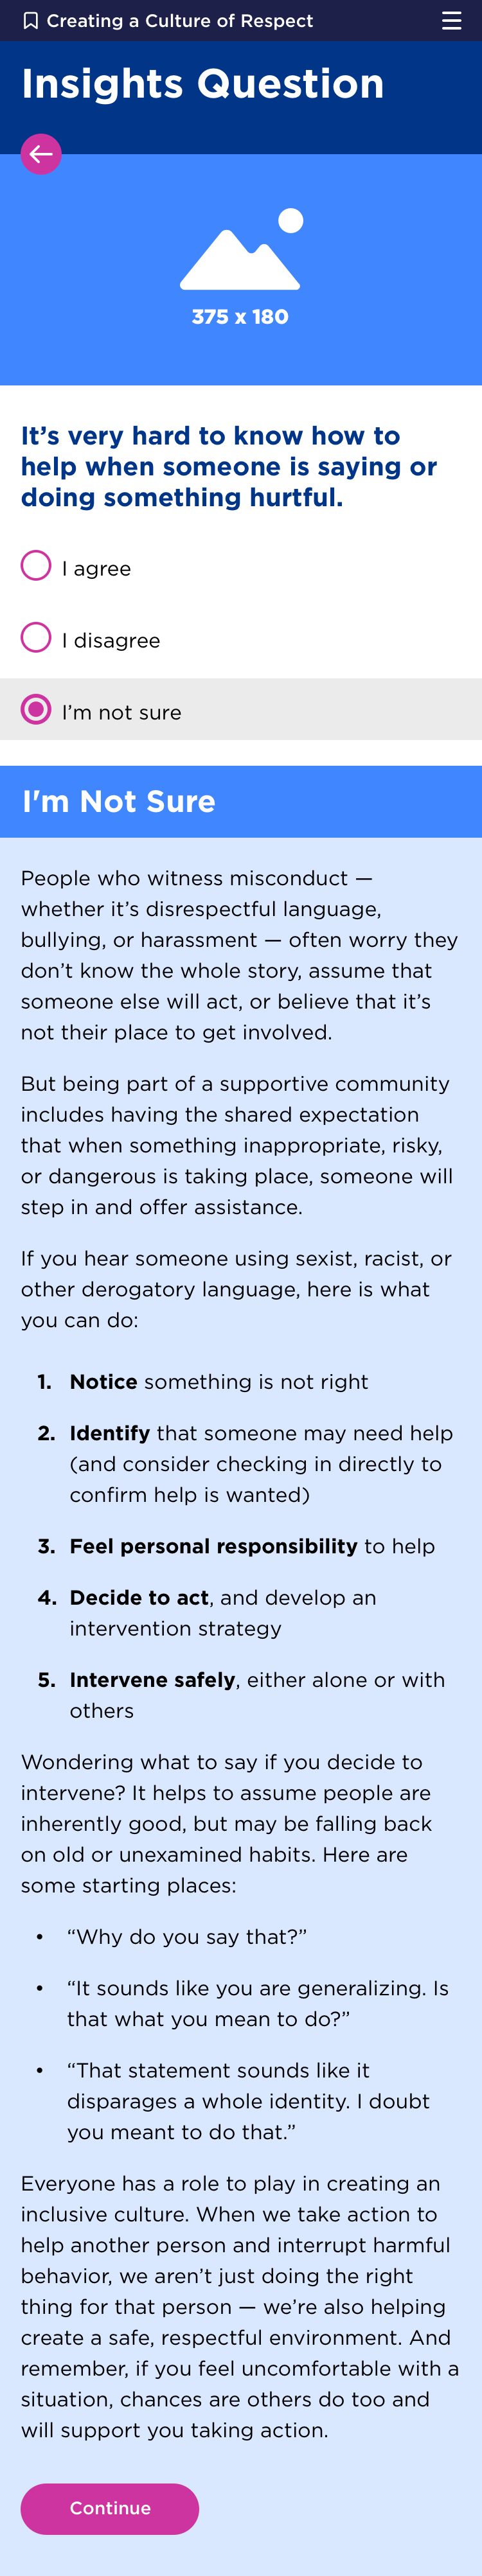 Creating a Culture of Respect
Insights Question
375 x 180
It’s very hard to know how to
help when someone is saying or
doing something hurtful.
I agree
I disagree
I’m not sure
I'm Not Sure
People who witness misconduct —
whether it’s disrespectful language,
bullying, or harassment — often worry they
don’t know the whole story, assume that
someone else will act, or believe that it’s
not their place to get involved.
But being part of a supportive community
includes having the shared expectation
that when something inappropriate, risky,
or dangerous is taking place, someone will
step in and offer assistance.
If you hear someone using sexist, racist, or
other derogatory language, here is what
you can do:
1. Notice something is not right
2. Identify that someone may need help
(and consider checking in directly to
confirm help is wanted)
3. Feel personal responsibility to help
4. Decide to act, and develop an
intervention strategy
5. Intervene safely, either alone or with
others
Wondering what to say if you decide to
intervene? It helps to assume people are
inherently good, but may be falling back
on old or unexamined habits. Here are
some starting places:
• “Why do you say that?”
• “It sounds like you are generalizing. Is
that what you mean to do?”
• “That statement sounds like it
disparages a whole identity. I doubt
you meant to do that.”
Everyone has a role to play in creating an
inclusive culture. When we take action to
help another person and interrupt harmful
behavior, we aren’t just doing the right
thing for that person — we’re also helping
create a safe, respectful environment. And
remember, if you feel uncomfortable with a
situation, chances are others do too and
will support you taking action.
Continue